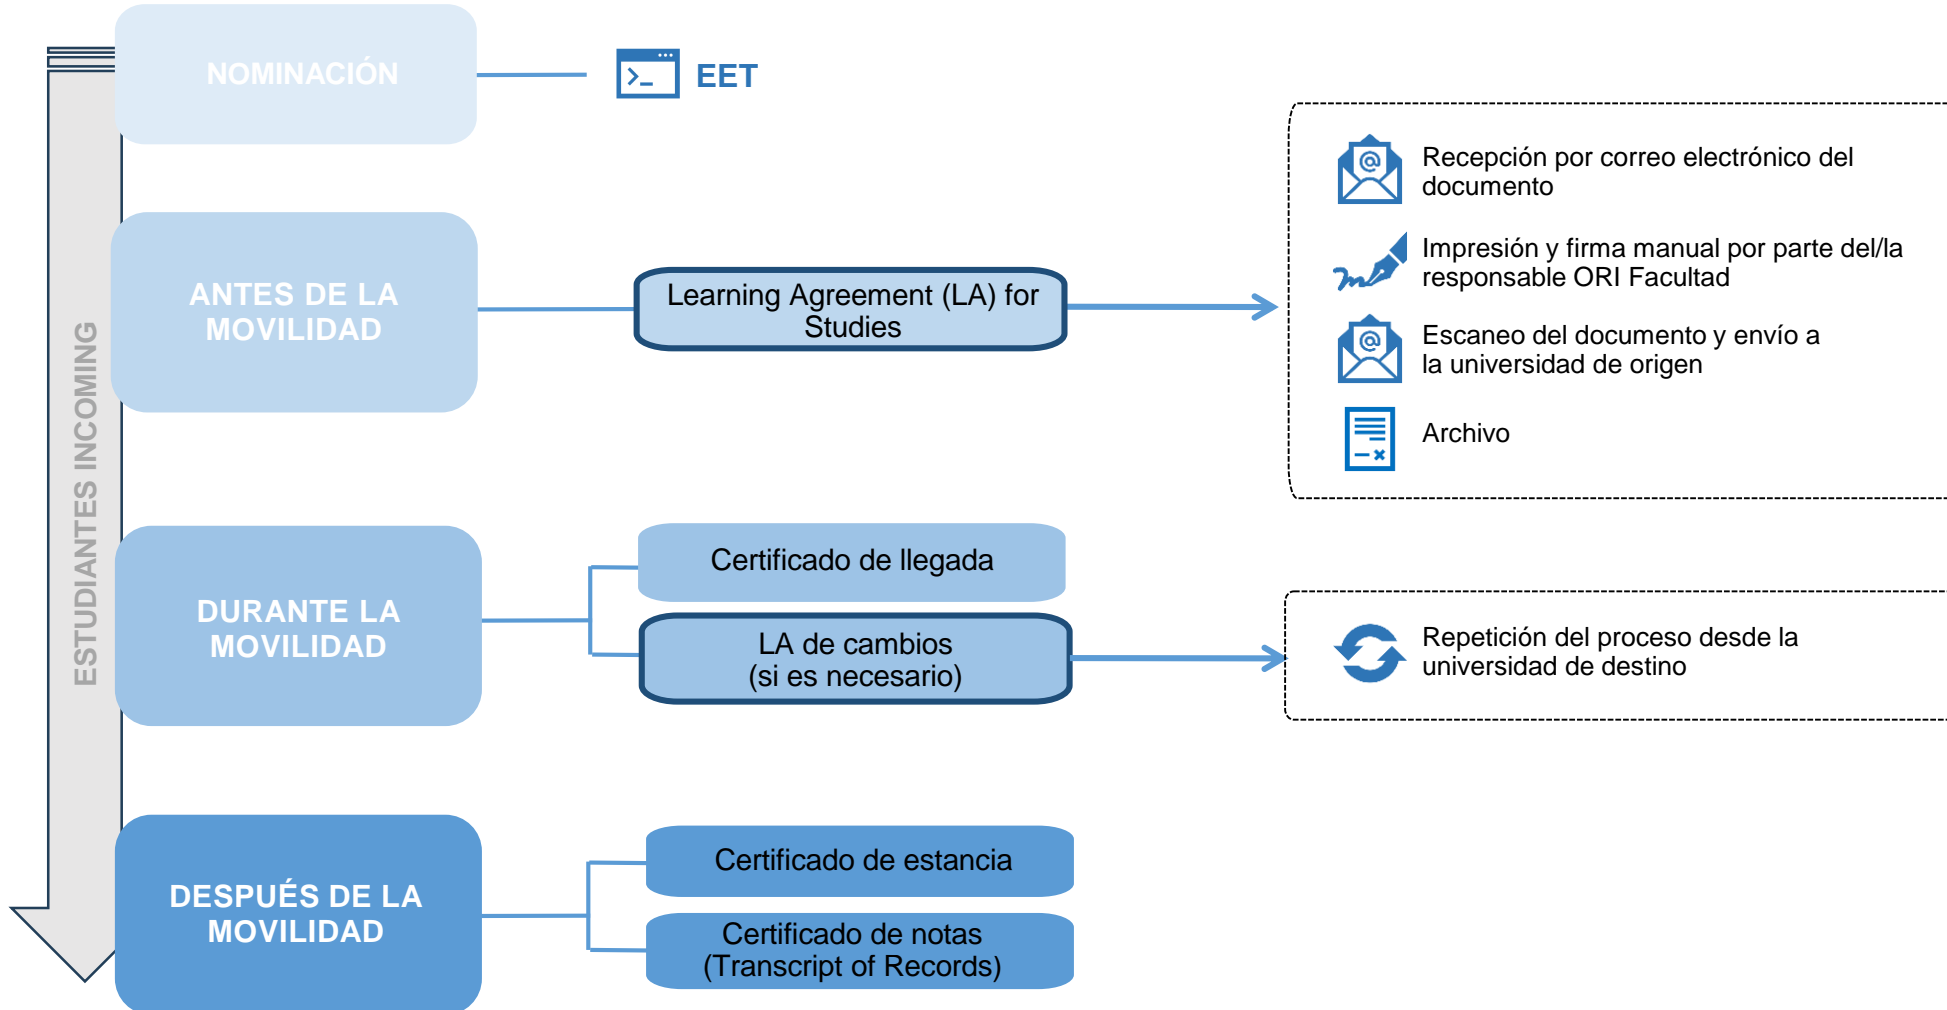 NOMINACIÓN
>_ EET
Recepción por correo electrónico del
documento
Impresión y firma manual por parte del/la
responsable ORI Facultad
Escaneo del documento y envío a
la universidad de origen
Archivo
ESTUDIANTES INCOMING
ANTES DE LA
MOVILIDAD
Learning Agreement (LA) for
Studies
DURANTE LA
MOVILIDAD
Certificado de llegada
LA de cambios
(si es necesario)
Repetición del proceso desde la
universidad de destino
DESPUÉS DE LA
MOVILIDAD
Certificado de estancia
Certificado de notas
(Transcript of Records)